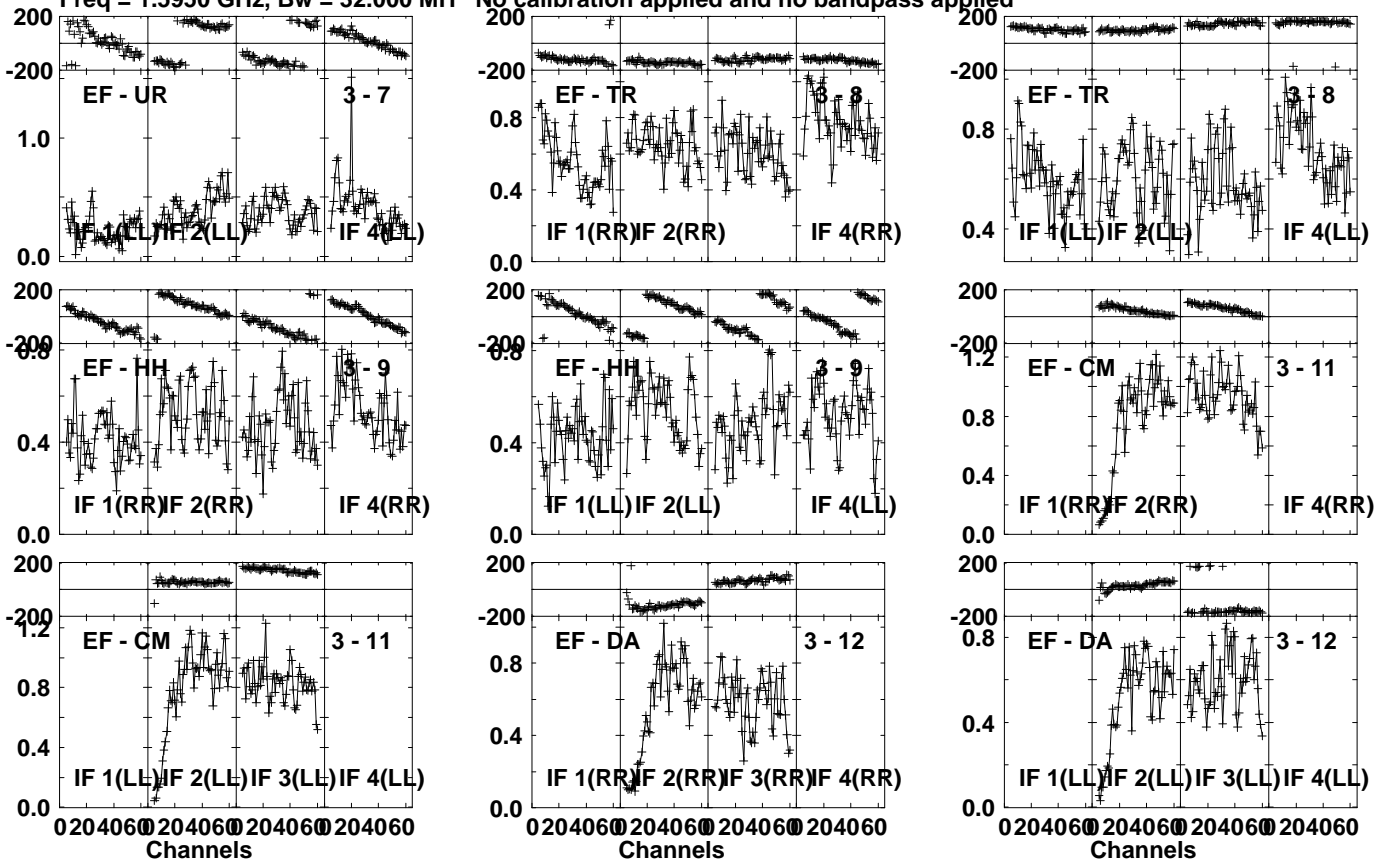 Freq = 1.5950 GHz, Bw = 32.000 MH No calibration applied and no bandpass applied
-200
EF - UR 3 - 7
1.0
IF 1(LL) IF 2(LL) IF 4(LL)
0.0
-200
EF - TR 3 - 8
0.8
0.4
IF 1(RR) IF 2(RR) IF 4(RR)
0.0
-200
EF - TR 3 - 8
0.8
0.4
IF 1(LL) IF 2(LL) IF 4(LL)
200
-200
0.8
EF - HH 3 - 9
0.4
IF 1(RR) IF 2(RR) IF 4(RR)
0.0
200
-200
0.8
EF - HH 3 - 9
0.4
IF 1(LL) IF 2(LL) IF 4(LL)
0.0
200
-200
1.2
EF - CM 3 - 11
0.8
0.4
IF 1(RR) IF 2(RR) IF 4(RR)
0.0
200
-200
1.2
EF - CM 3 - 11
0.8
0.4
IF 1(LL) IF 2(LL) IF 3(LL) IF 4(LL)
0.0
0 20 40 60 0 20 40 60 0 20 40 60 0 20 40 60
Channels
200
-200
EF - DA 3 - 12
0.8
0.4
IF 1(RR) IF 2(RR) IF 3(RR) IF 4(RR)
0.0
0 20 40 60 0 20 40 60 0 20 40 60 0 20 40 60
Channels
200
-200
EF - DA 3 - 12
0.8
0.4
IF 1(LL) IF 2(LL) IF 3(LL) IF 4(LL)
0.0
0 20 40 60 0 20 40 60 0 20 40 60 0 20 40 60
Channels